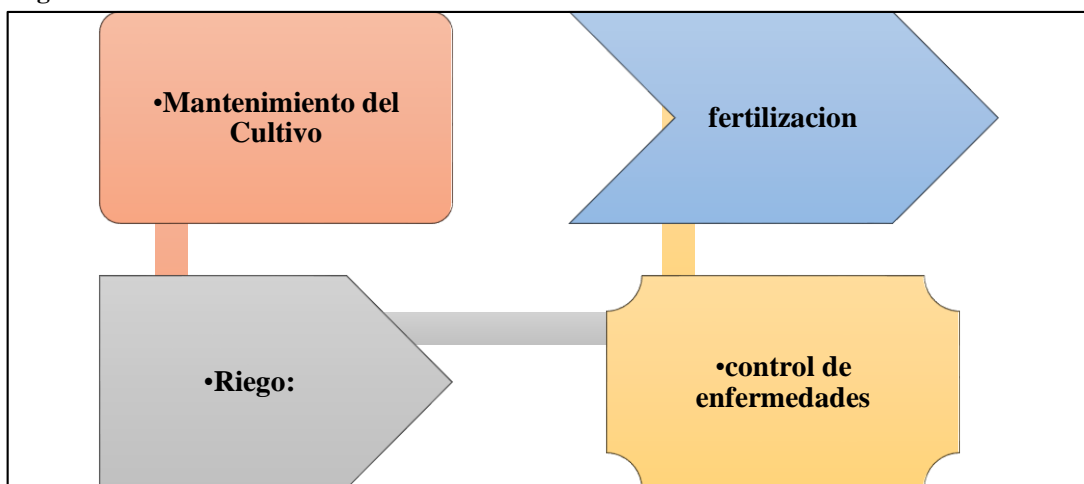 •Mantenimiento del
Cultivo
fertilizacion
•Riego:
•control de
enfermedades